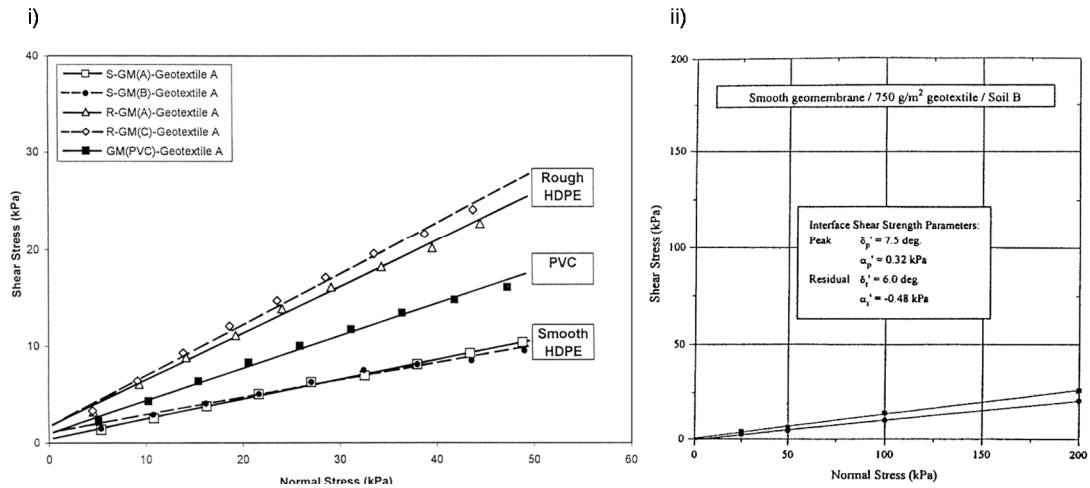 i)
40
30
20
10
0
Shear Stress (kPa)
S-GM(A)-Geotextile A
S-GM(B)-Geotextile A
R-GM(A)-Geotextile A
R-GM(C)-Geotextile A
GM(PVC)-Geotextile A
Rough
HDPE
PVC
Smooth
HDPE
0 10 20 30 40 50 60
Normal Stress (kPa)
ii)
200
150
100
50
0
Shear Stress (kPa)
Smooth geomembrane / 750 g/m² geotextile / Soil B
Interface Shear Strength Parameters:
Peak δp' = 7.5 deg.
αp' = 0.32 kPa
Residual δr' = 6.0 deg
αr' = -0.48 kPa
0 50 100 150 200
Normal Stress (kPa)